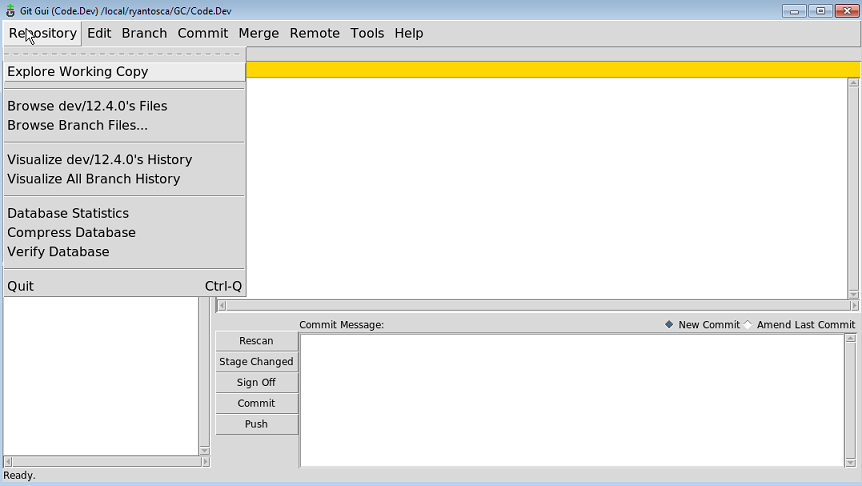 Git Gui (Code.Dev) /local/ryantosca/GC/Code.Dev
Repository Edit Branch Commit Merge Remote Tools Help
Explore Working Copy
Browse dev/12.4.0's Files
Browse Branch Files...
Visualize dev/12.4.0's History
Visualize All Branch History
Database Statistics
Compress Database
Verify Database
Quit Ctrl-Q
Commit Message: New Commit Amend Last Commit
Rescan
Stage Changed
Sign Off
Commit
Push
Ready.